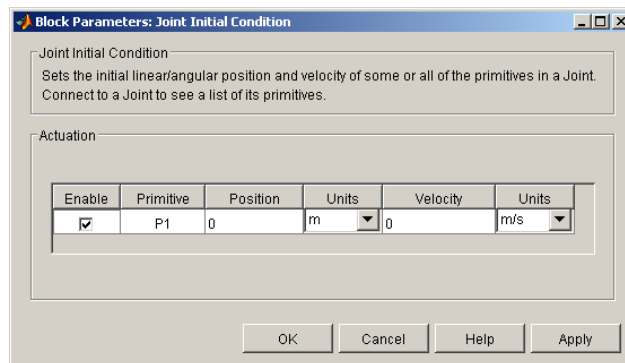 Block Parameters: Joint Initial Condition
Joint Initial Condition
Sets the initial linear/angular position and velocity of some or all of the primitives in a Joint.
Connect to a Joint to see a list of its primitives.
Actuation
Enable Primitive Position Units Velocity Units
P1 0 m 0 m/s
OK Cancel Help Apply